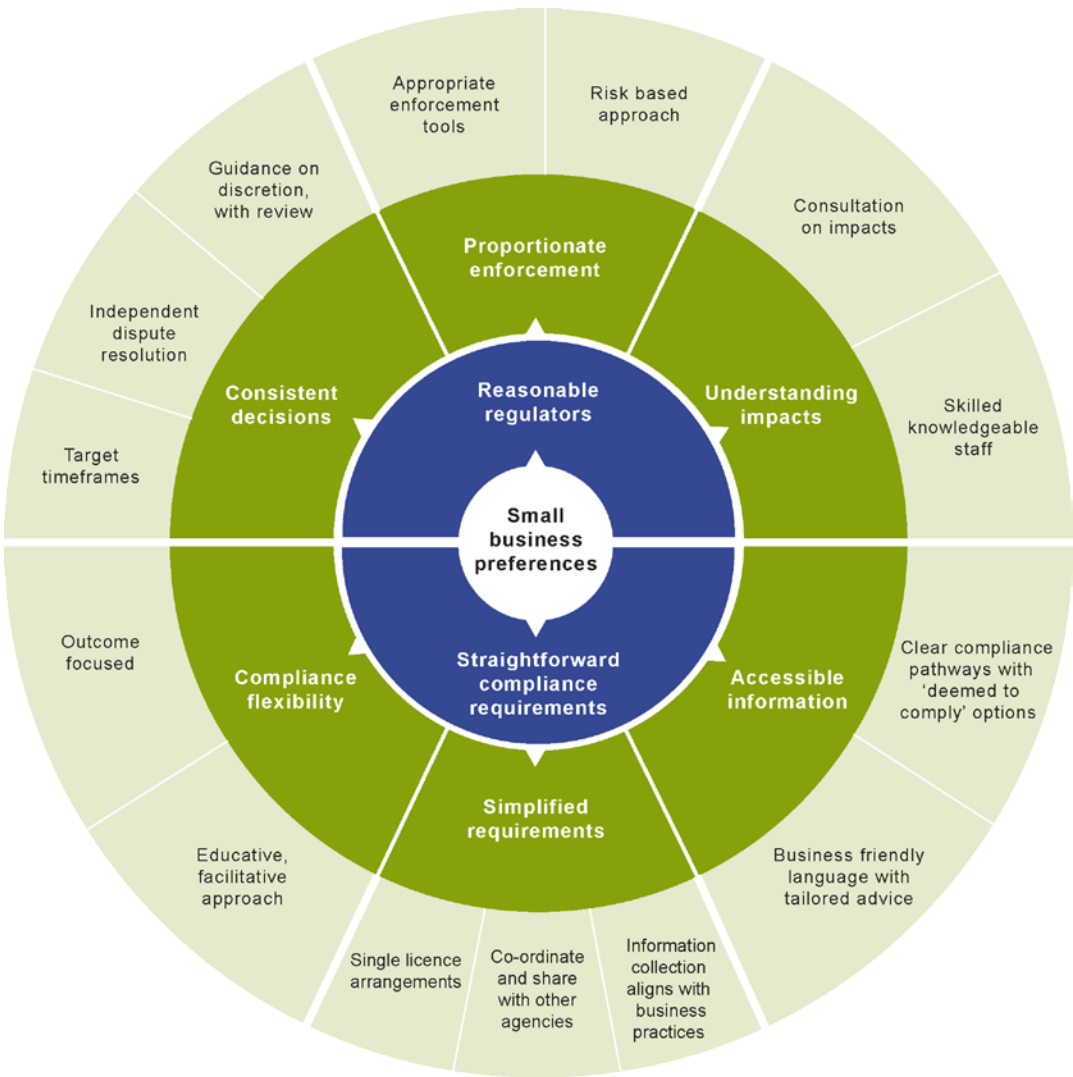 Appropriate
enforcement
tools
Risk based
approach
Guidance on
discretion,
with review
Consultation
on impacts
Proportionate
enforcement
Independent
dispute
resolution
Consistent
decisions
Reasonable
regulators
Understanding
impacts
Skilled
knowledgeable
staff
Target
timeframes
Small
business
preferences
Outcome
focused
Compliance
flexibility
Straightforward
compliance
requirements
Accessible
information
Clear compliance
pathways with
‘deemed to
comply’ options
Simplified
requirements
Educative,
facilitative
approach
Business friendly
language with
tailored advice
Single licence
arrangements
Co-ordinate
and share
with other
agencies
Information
collection
aligns with
business
practices